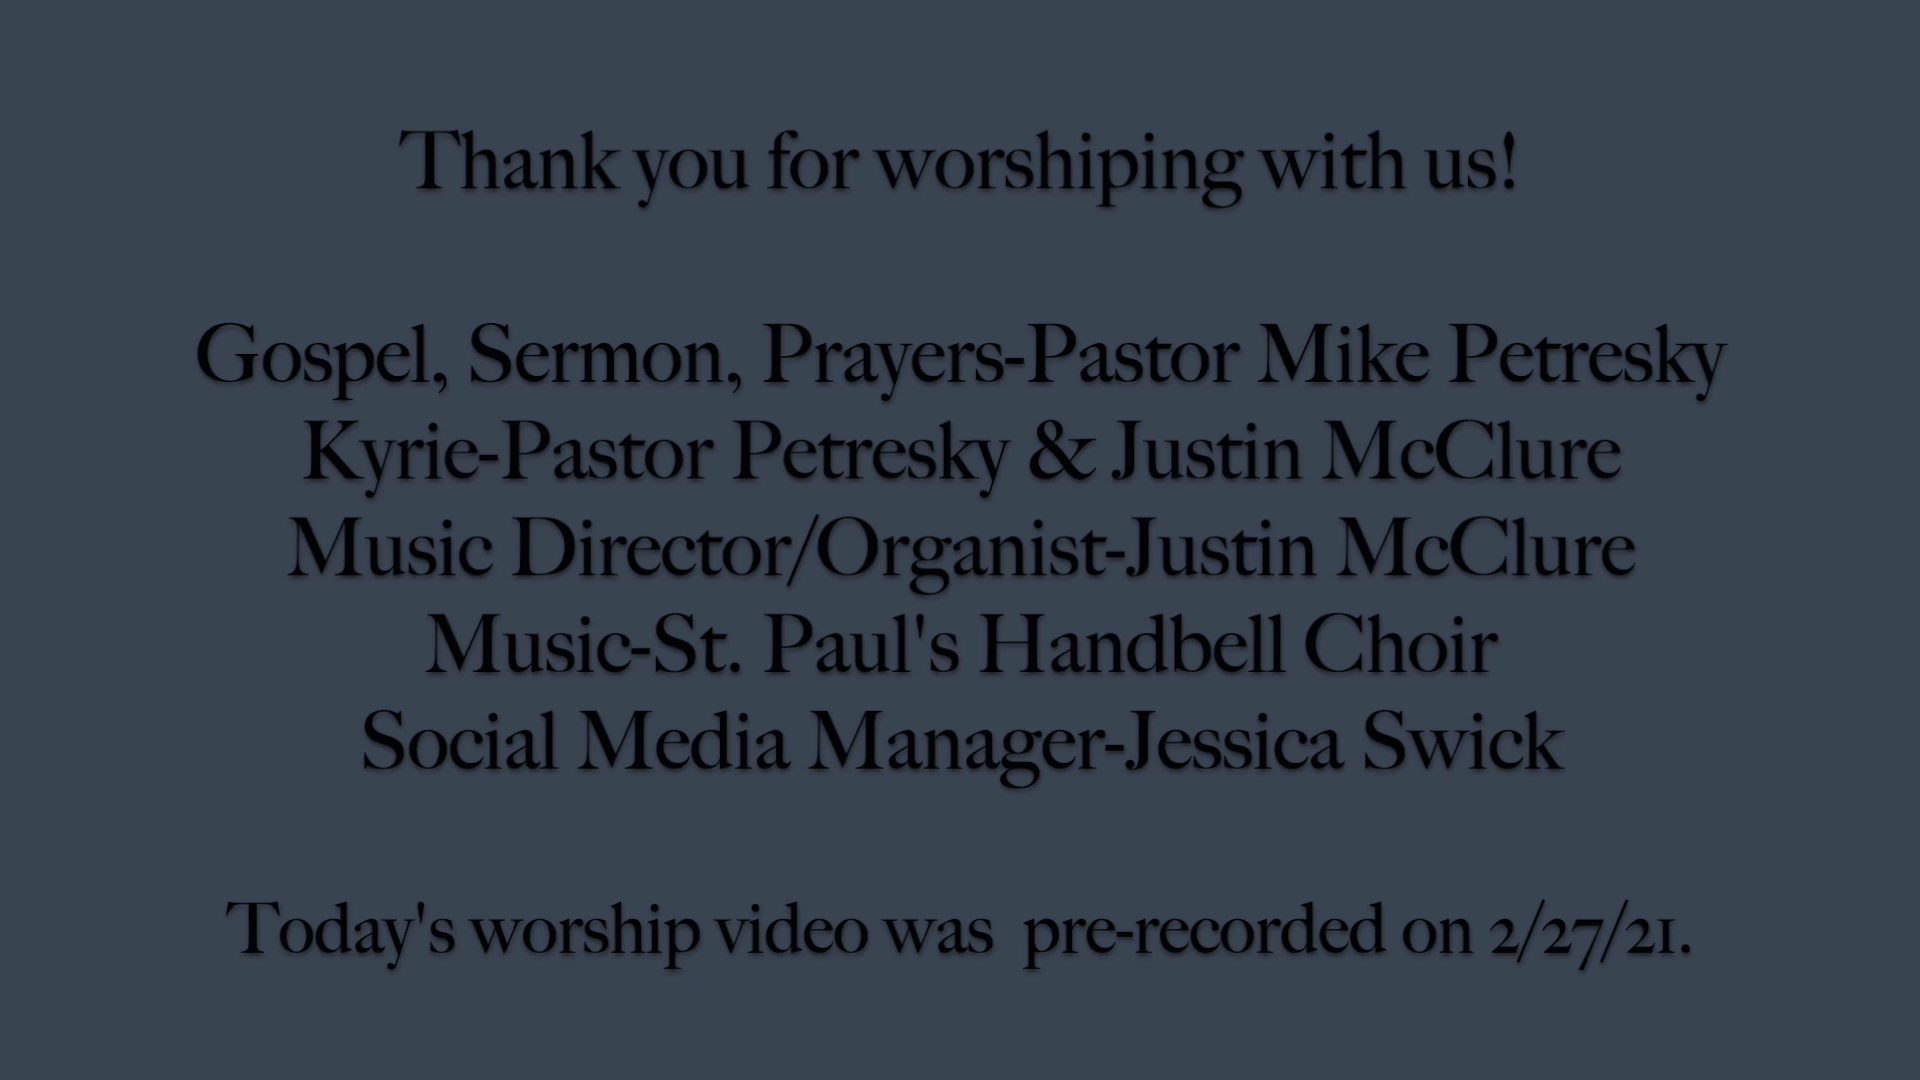 Thank you for worshiping with us!
Gospel, Sermon, Prayers-Pastor Mike Petresky
Kyrie-Pastor Petresky & Justin McClure
Music Director/Organist-Justin McClure
Music-St. Paul's Handbell Choir
Social Media Manager-Jessica Swick
Today's worship video was  pre-recorded on 2/27/21.